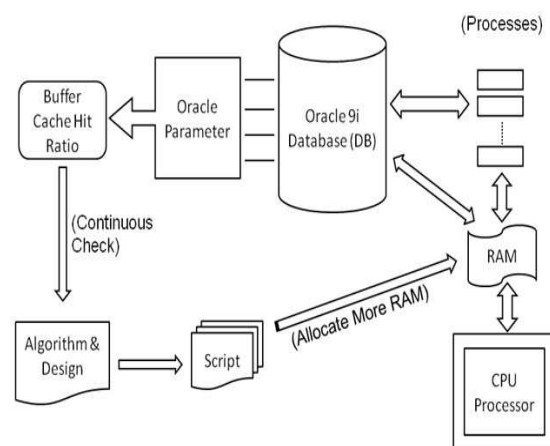 (Processes)
Buffer
Cache Hit
Ratio
Oracle
Parameter
Oracle 9i
Database (DB)
(Continuous
Check)
RAM
(Allocate More RAM)
Algorithm &
Design
Script
CPU
Processor